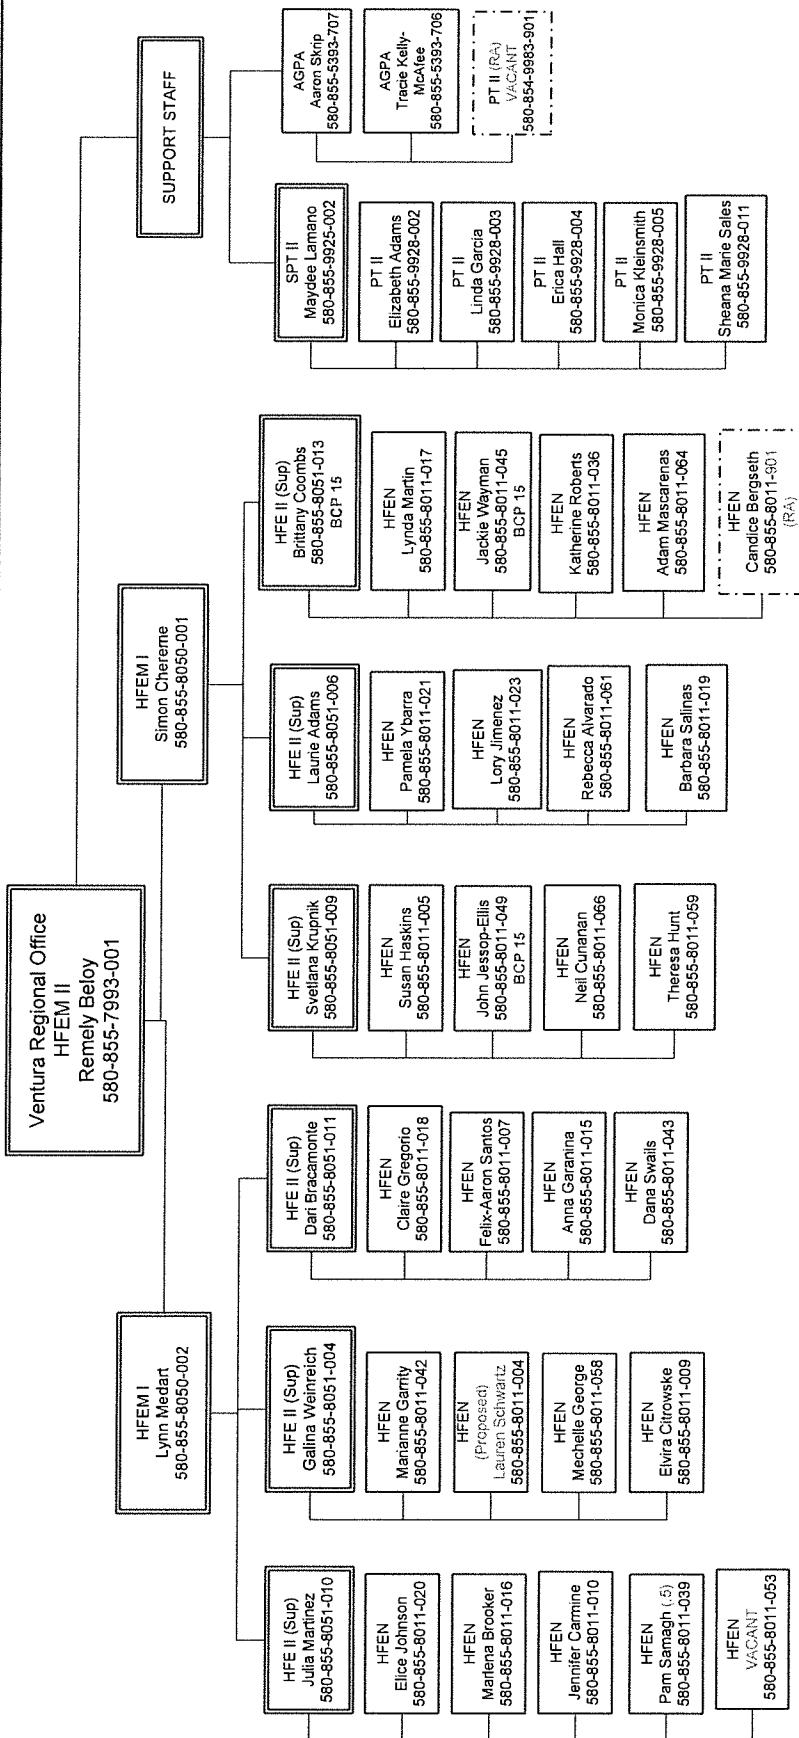 Ventura Regional Office
HFEM II
Remely Beloy
580-855-7993-001
HFEM I
Lynn Medart
580-855-8050-002
HFEM I
Simon Chereme
580-855-8050-001
SUPPORT STAFF
HFE II (Sup)
Julia Martinez
580-855-8051-010
HFEN
Elice Johnson
580-855-8011-020
HFEN
Marlena Brooker
580-855-8011-016
HFEN
Jennifer Carmine
580-855-8011-010
HFEN
Pam Samagh (.5)
580-855-8011-039
HFEN
VACANT
580-855-8011-053
HFE II (Sup)
Galina Weinreich
580-855-8051-004
HFEN
Marianne Garrity
580-855-8011-042
HFEN
(Proposed)
Lauren Schwartz
580-855-8011-004
HFEN
Mechelle George
580-855-8011-058
HFEN
Elvira Citrowske
580-855-8011-009
HFE II (Sup)
Dari Bracamonte
580-855-8051-011
HFEN
Claire Gregorio
580-855-8011-018
HFEN
Felix-Aaron Santos
580-855-8011-007
HFEN
Anna Garanina
580-855-8011-015
HFEN
Dana Swails
580-855-8011-043
HFE II (Sup)
Svetlana Krupnik
580-855-8051-009
HFEN
Susan Haskins
580-855-8011-005
HFEN
John Jessop-Ellis
580-855-8011-049
BCP 15
HFEN
Neil Cunanan
580-855-8011-066
HFEN
Theresa Hunt
580-855-8011-059
HFE II (Sup)
Laurie Adams
580-855-8051-006
HFEN
Pamela Ybarra
580-855-8011-021
HFEN
Lory Jimenez
580-855-8011-023
HFEN
Rebecca Alvarado
580-855-8011-061
HFEN
Barbara Salinas
580-855-8011-019
HFE II (Sup)
Brittany Coombs
580-855-8051-013
BCP 15
HFEN
Lynda Martin
580-855-8011-017
HFEN
Jackie Wayman
580-855-8011-045
BCP 15
HFEN
Katherine Roberts
580-855-8011-036
HFEN
Adam Mascarenas
580-855-8011-064
HFEN
Candice Bergseth
580-855-8011-901
(RA)
SPT II
Maydee Lamano
580-855-9925-002
PT II
Elizabeth Adams
580-855-9928-002
PT II
Linda Garcia
580-855-9928-003
PT II
Erica Hall
580-855-9928-004
PT II
Monica Kleinsmith
580-855-9928-005
PT II
Sheana Marie Sales
580-855-9928-011
AGPA
Aaron Skrip
580-855-5393-707
AGPA
Tracie Kelly-
McAfee
580-855-5393-706
PT II (RA)
VACANT
580-854-9983-901